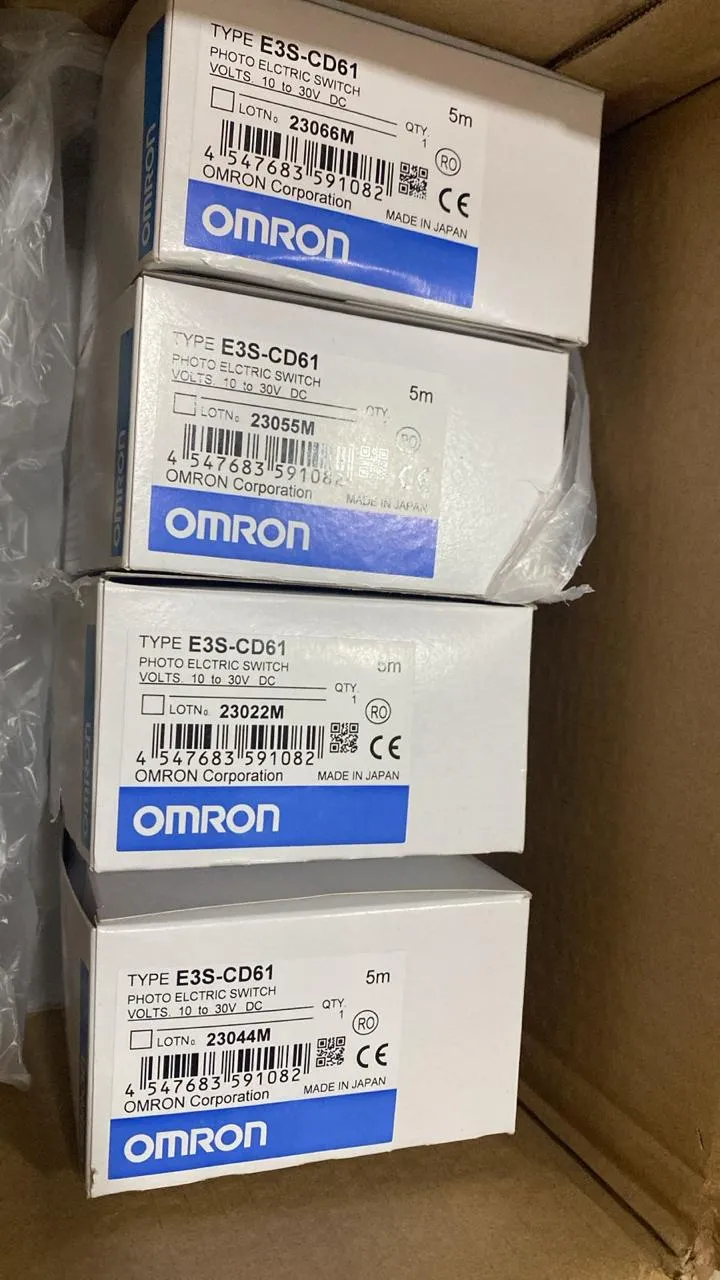 TYPE E3S-CD61
PHOTO ELCTRIC SWITCH
VOLTS. 10 to 30V DC
5m
QTY.
1
LOTNo. 23066M
RO
4 547683 591082
CE
OMRON Corporation
MADE IN JAPAN
OMRON
OMRON
TYPE E3S-CD61
PHOTO ELCTRIC SWITCH
VOLTS. 10 to 30V DC
5m
QTY.
LOTNo. 23055M
RO
4 547683 591082
CE
OMRON Corporation
MADE IN JAPAN
OMRON
OMRON
TYPE E3S-CD61
PHOTO ELCTRIC SWITCH
VOLTS. 10 to 30V DC
5m
QTY.
1
LOTNo. 23022M
RO
4 547683 591082
CE
OMRON Corporation
MADE IN JAPAN
OMRON
OMRON
TYPE E3S-CD61
PHOTO ELCTRIC SWITCH
VOLTS. 10 to 30V DC
5m
QTY.
1
LOTNo. 23044M
RO
4 547683 591082
CE
OMRON Corporation
MADE IN JAPAN
OMRON